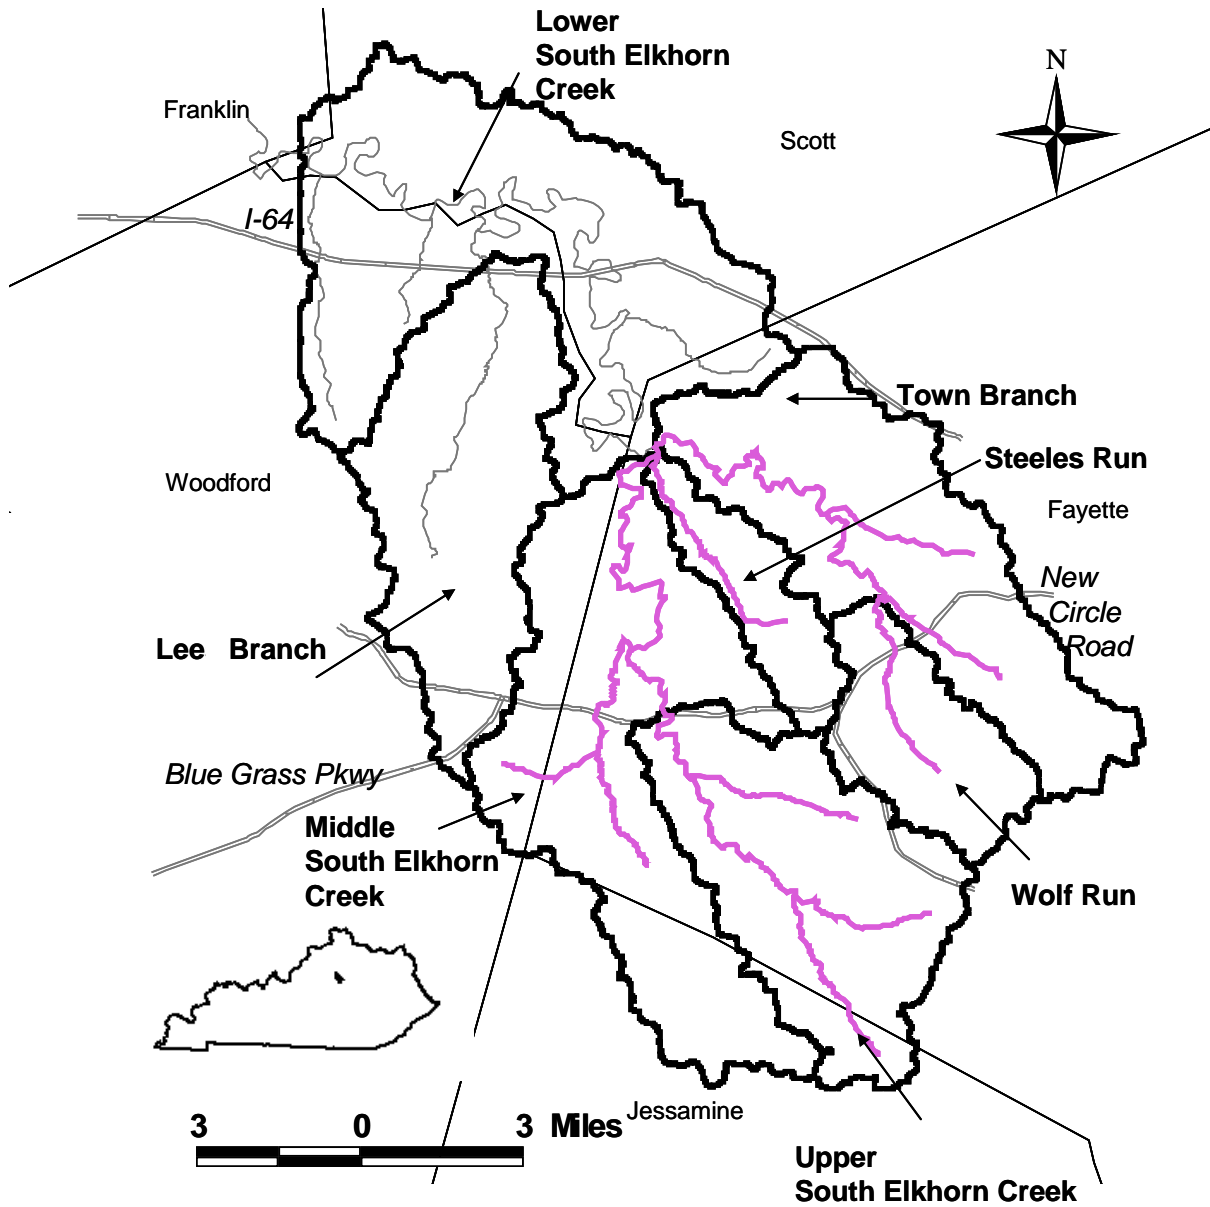 Lower
South Elkhorn
Creek
N
Franklin
Scott
I-64
Town Branch
Steeles Run
Woodford
Fayette
New
Circle
Road
Lee Branch
Blue Grass Pkwy
Middle
South Elkhorn
Creek
Wolf Run
3 0 3 Miles
Jessamine
Upper
South Elkhorn Creek